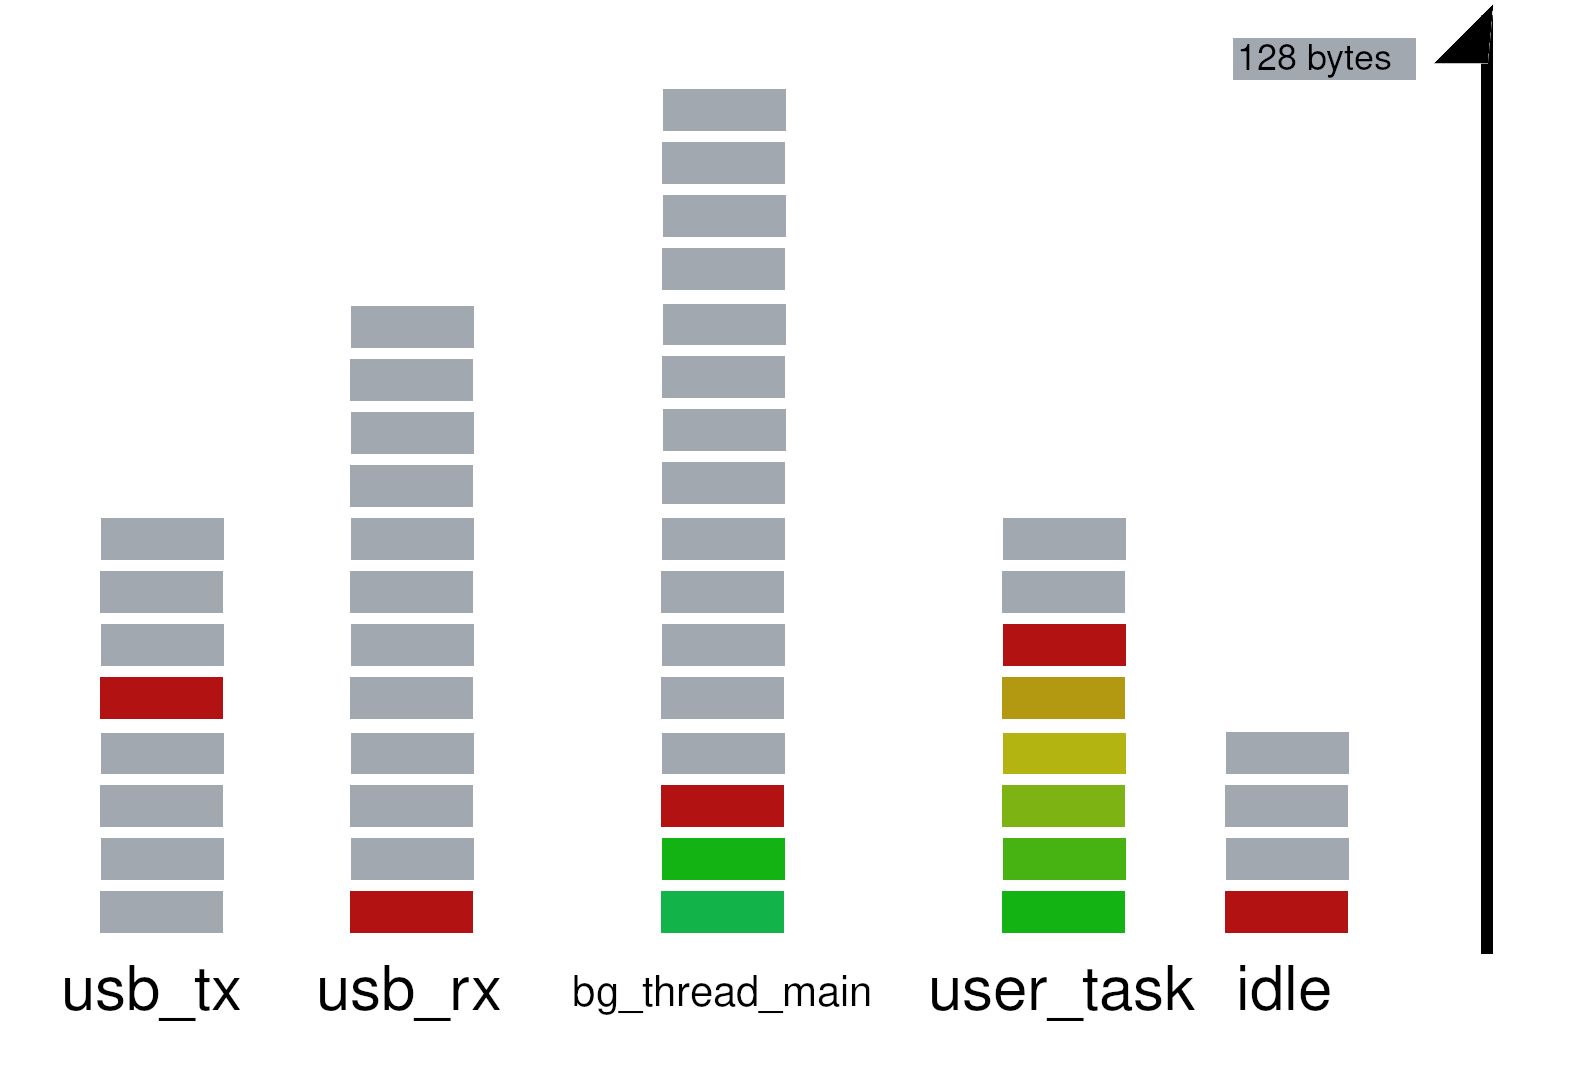 128 bytes
usb_tx
usb_rx
bg_thread_main
user_task
idle